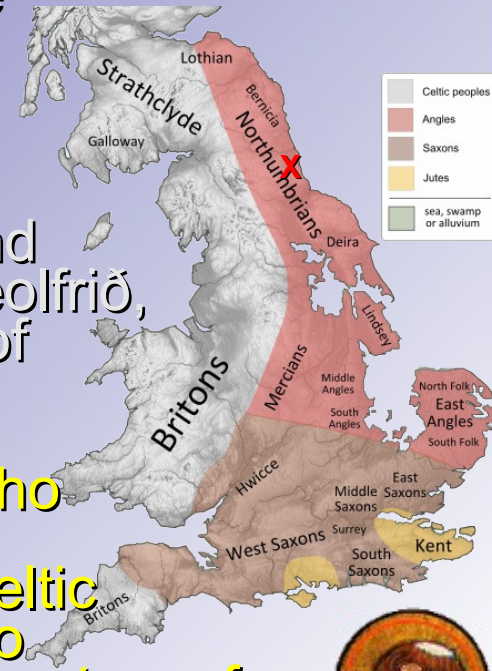 Lothian
Strathclyde
Bernicia
Galloway
Northumbrians
X
Deira
Lindsey
Mercians
Middle
Angles
South
Angles
North Folk
East
Angles
South Folk
Britons
Hwicce
East
Saxons
Middle
Saxons
Surrey
West Saxons
South
Saxons
Kent
Britons
Celtic peoples
Angles
Saxons
Jutes
sea, swamp
or alluvium
eolfrið,
of
eltic